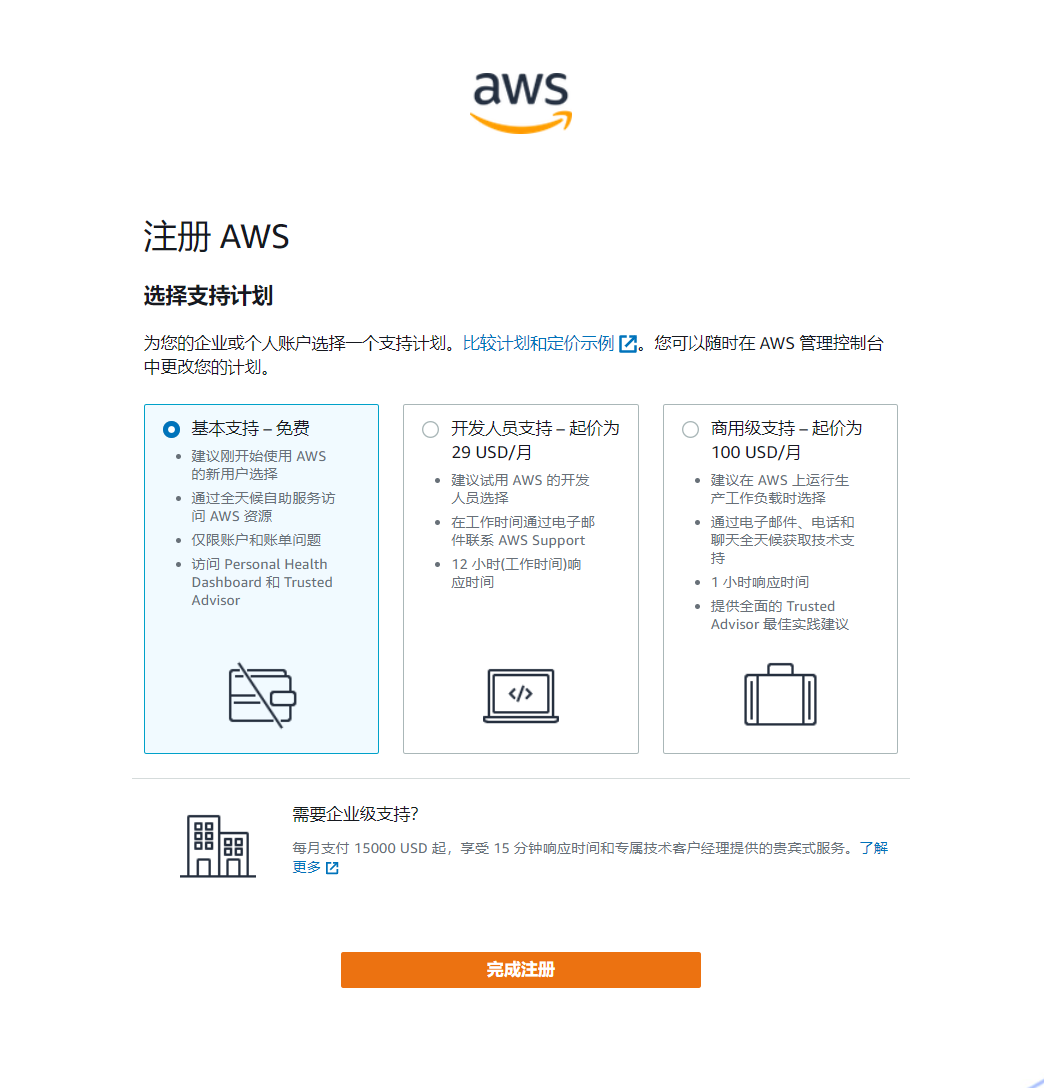 aws
注册 AWS
选择支持计划
为您的企业或个人账户选择一个支持计划。比较计划和定价示例。您可以随时在 AWS 管理控制台
中更改您的计划。
基本支持 – 免费
建议刚开始使用 AWS
的新用户选择
通过全天候自助服务访
问 AWS 资源
仅限账户和账单问题
访问 Personal Health
Dashboard 和 Trusted
Advisor
开发人员支持 – 起价为
29 USD/月
建议试用 AWS 的开发
人员选择
在工作时间通过电子邮
件联系 AWS Support
12 小时(工作时间)响
应时间
</>
商用级支持 – 起价为
100 USD/月
建议在 AWS 上运行生
产工作负载时选择
通过电子邮件、电话和
聊天全天候获取技术支
持
1 小时响应时间
提供全面的 Trusted
Advisor 最佳实践建议
需要企业级支持?
每月支付 15000 USD 起，享受 15 分钟响应时间和专属技术客户经理提供的贵宾式服务。了解
更多
完成注册